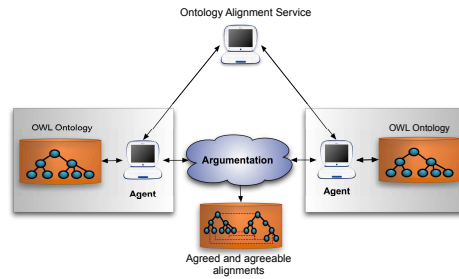 Ontology Alignment Service
OWL Ontology
OWL Ontology
Argumentation
Agent
Agent
Agreed and agreeable
alignments